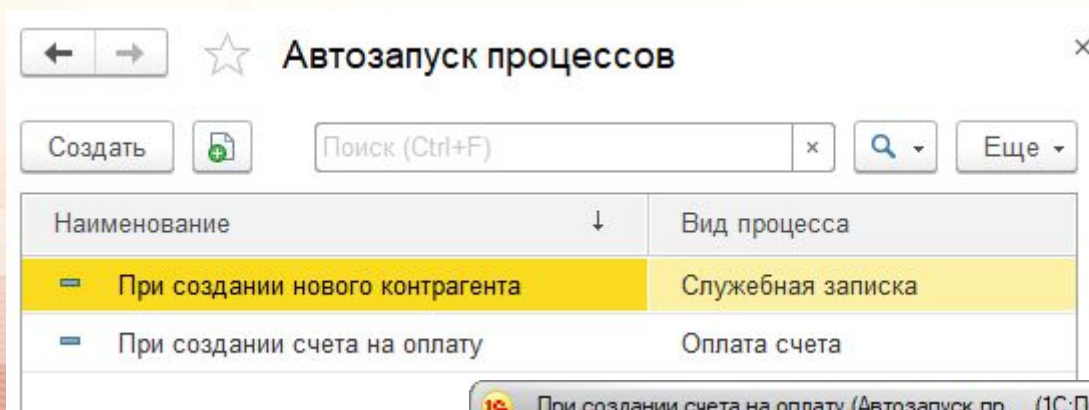 Автозапуск процессов
Создать Поиск (Ctrl+F) Еще
Наименование Вид процесса
При создании нового контрагента Служебная записка
При создании счета на оплату Оплата счета
При создании счета на оплату (Автозапуск пр... (1С:П